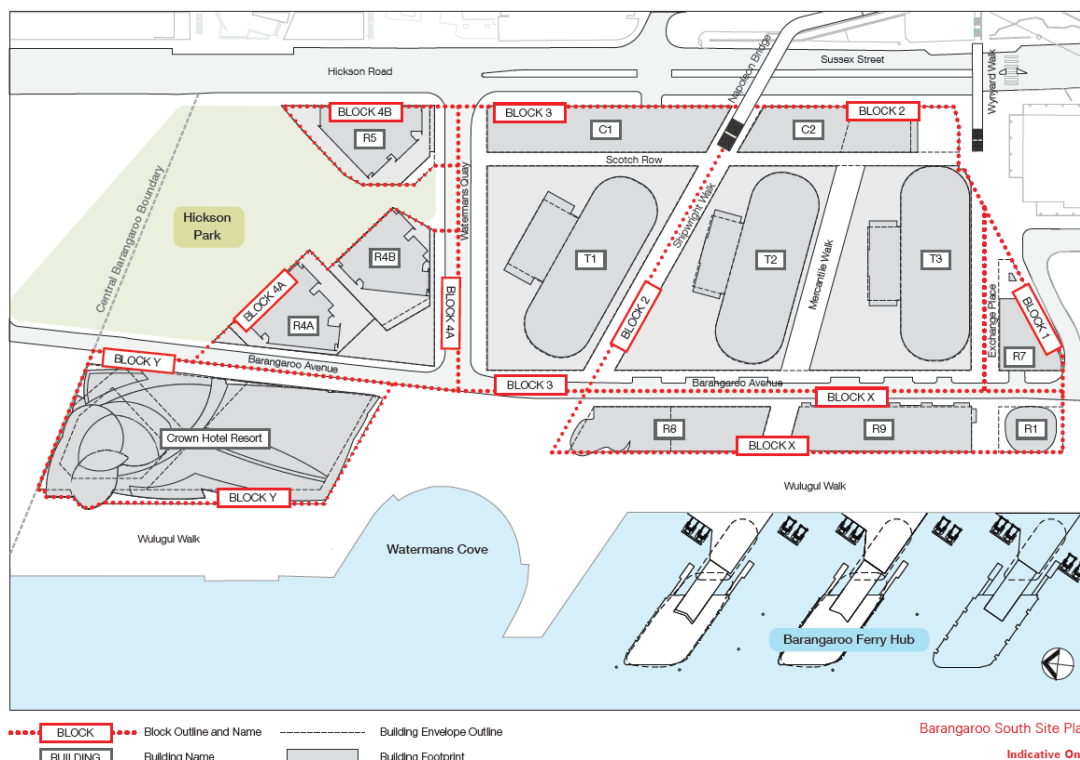 Hickson Road
Sussex Street
Napoleon Bridge
Wynyard Walk
BLOCK 4B
R5
BLOCK 3
C1
C2
BLOCK 2
Scotch Row
Watermans Quay
Central Barangaroo Boundary
Hickson
Park
R4B
BLOCK 4A
R4A
BLOCK 4A
T1
Shipwright Walk
BLOCK 2
T2
Mercantile Walk
T3
Exchange Place
BLOCK 1
R7
BLOCK Y
Barangaroo Avenue
BLOCK 3
Barangaroo Avenue
BLOCK X
Crown Hotel Resort
R8
R9
R1
BLOCK X
BLOCK Y
Wulugul Walk
Wulugul Walk
Watermans Cove
Barangaroo Ferry Hub
BLOCK
Block Outline and Name
Building Envelope Outline
BUILDING
Building Name
Building Footprint
Barangaroo South Site Pla
Indicative On